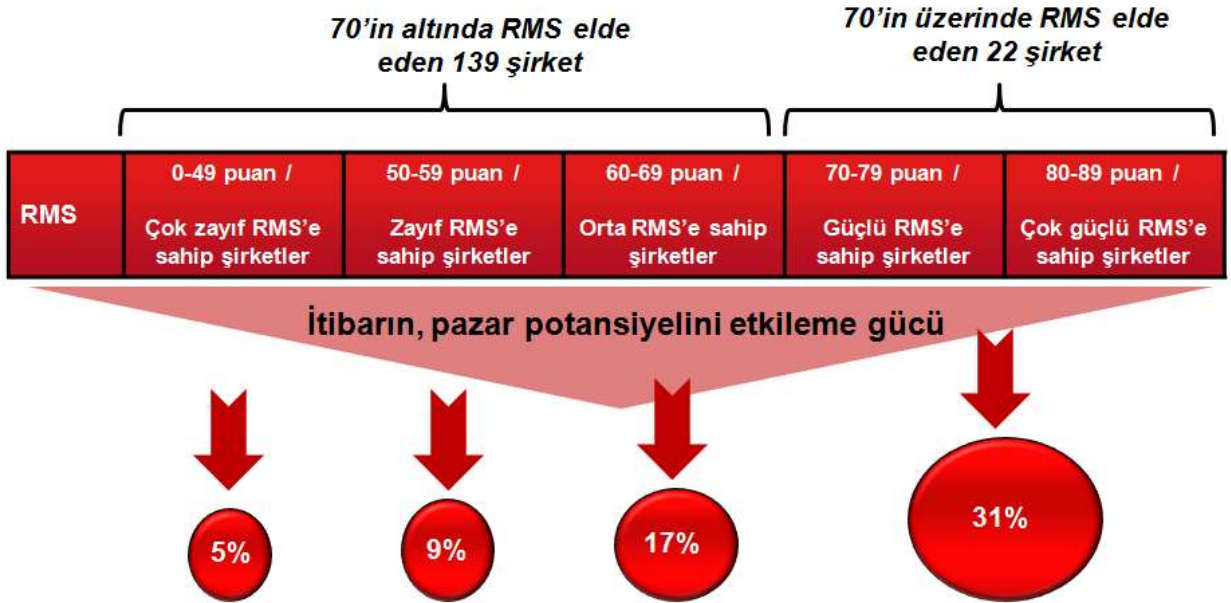 70’in altında RMS elde
eden 139 şirket
70’in üzerinde RMS elde
eden 22 şirket
RMS
0-49 puan /
Çok zayıf RMS’e
sahip şirketler
50-59 puan /
Zayıf RMS’e
sahip şirketler
60-69 puan /
Orta RMS’e sahip
şirketler
70-79 puan /
Güçlü RMS’e
sahip şirketler
80-89 puan /
Çok güçlü RMS’e
sahip şirketler
İtibarın, pazar potansiyelini etkileme gücü
5%
9%
17%
31%